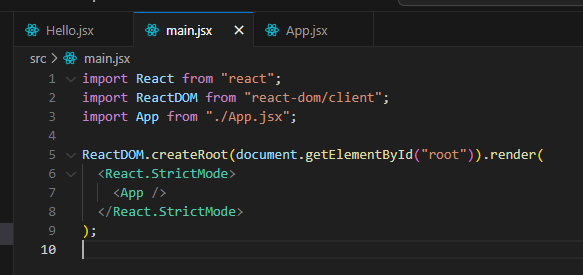 Hello.jsx main.jsx × App.jsx
src > main.jsx
1 import React from "react";
2 import ReactDOM from "react-dom/client";
3 import App from "./App.jsx";
4
5 ReactDOM.createRoot(document.getElementById("root")).render(
6 <React.StrictMode>
7 <App />
8 </React.StrictMode>
9 );
10